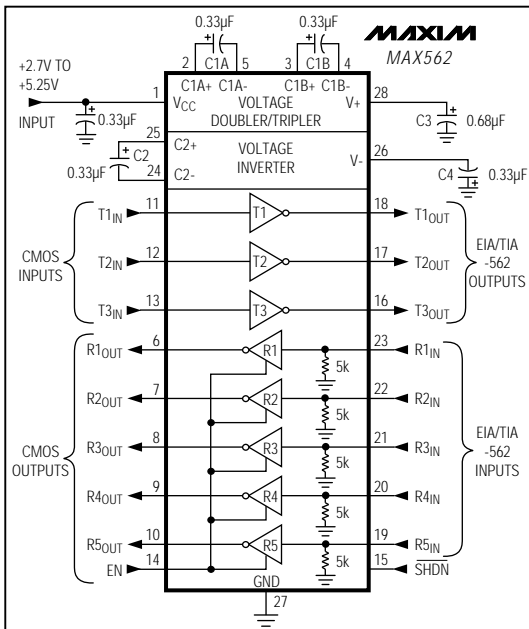 0.33µF 0.33µF
MAXIM
MAX562
+2.7V TO
+5.25V
INPUT
2 C1A 5 3 C1B 4
C1A+ C1A- C1B+ C1B-
1 VCC VOLTAGE DOUBLER/TRIPLER V+ 28
0.33µF
C3 0.68µF
25 C2+ VOLTAGE INVERTER
C2 0.33µF
24 C2-
V- 26
C4 0.33µF
CMOS INPUTS
T1IN 11 T1 18 T1OUT
T2IN 12 T2 17 T2OUT
T3IN 13 T3 16 T3OUT
EIA/TIA -562 OUTPUTS
CMOS OUTPUTS
R1OUT 6 R1 23 R1IN
5k
R2OUT 7 R2 22 R2IN
5k
R3OUT 8 R3 21 R3IN
5k
R4OUT 9 R4 20 R4IN
5k
R5OUT 10 R5 19 R5IN
5k
EIA/TIA -562 INPUTS
EN 14 15 SHDN
GND
27